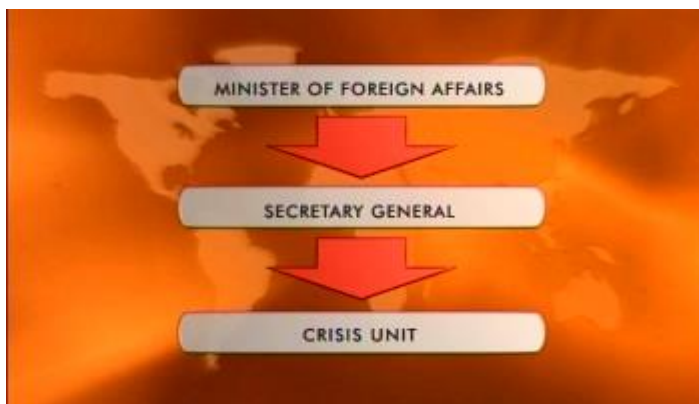 MINISTER OF FOREIGN AFFAIRS
SECRETARY GENERAL
CRISIS UNIT